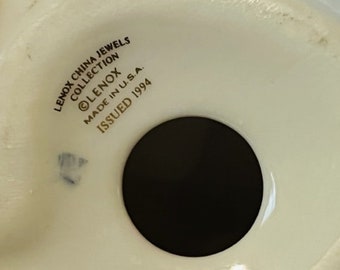 LENOX CHINA JEWELS
COLLECTION
©LENOX
MADE IN U.S.A.
ISSUED 1994